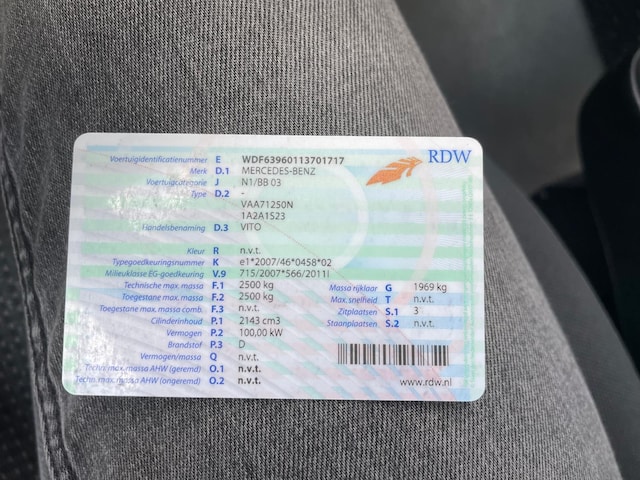 RDW
Voertuigidentificatienummer E WDF63960113701717
Merk D.1 MERCEDES-BENZ
Voertuigcategorie J N1/BB 03
Type D.2 -
VAA71250N
1A2A1S23
Handelsbenaming D.3 VITO
Kleur R n.v.t.
Typegoedkeuringsnummer K e1*2007/46*0458*02
Milieuklasse EG-goedkeuring V.9 715/2007*566/2011I
Technische max. massa F.1 2500 kg
Toegestane max. massa F.2 2500 kg
Toegestane max. massa comb. F.3 n.v.t.
Cilinderinhoud P.1 2143 cm3
Vermogen P.2 100,00 kW
Brandstof P.3 D
Vermogen/massa Q n.v.t.
Techn. max. massa AHW (geremd) O.1 n.v.t.
Techn. max. massa AHW (ongeremd) O.2 n.v.t.
Massa rijklaar G 1969 kg
Max. snelheid T n.v.t.
Zitplaatsen S.1 3
Staanplaatsen S.2 n.v.t.
www.rdw.nl